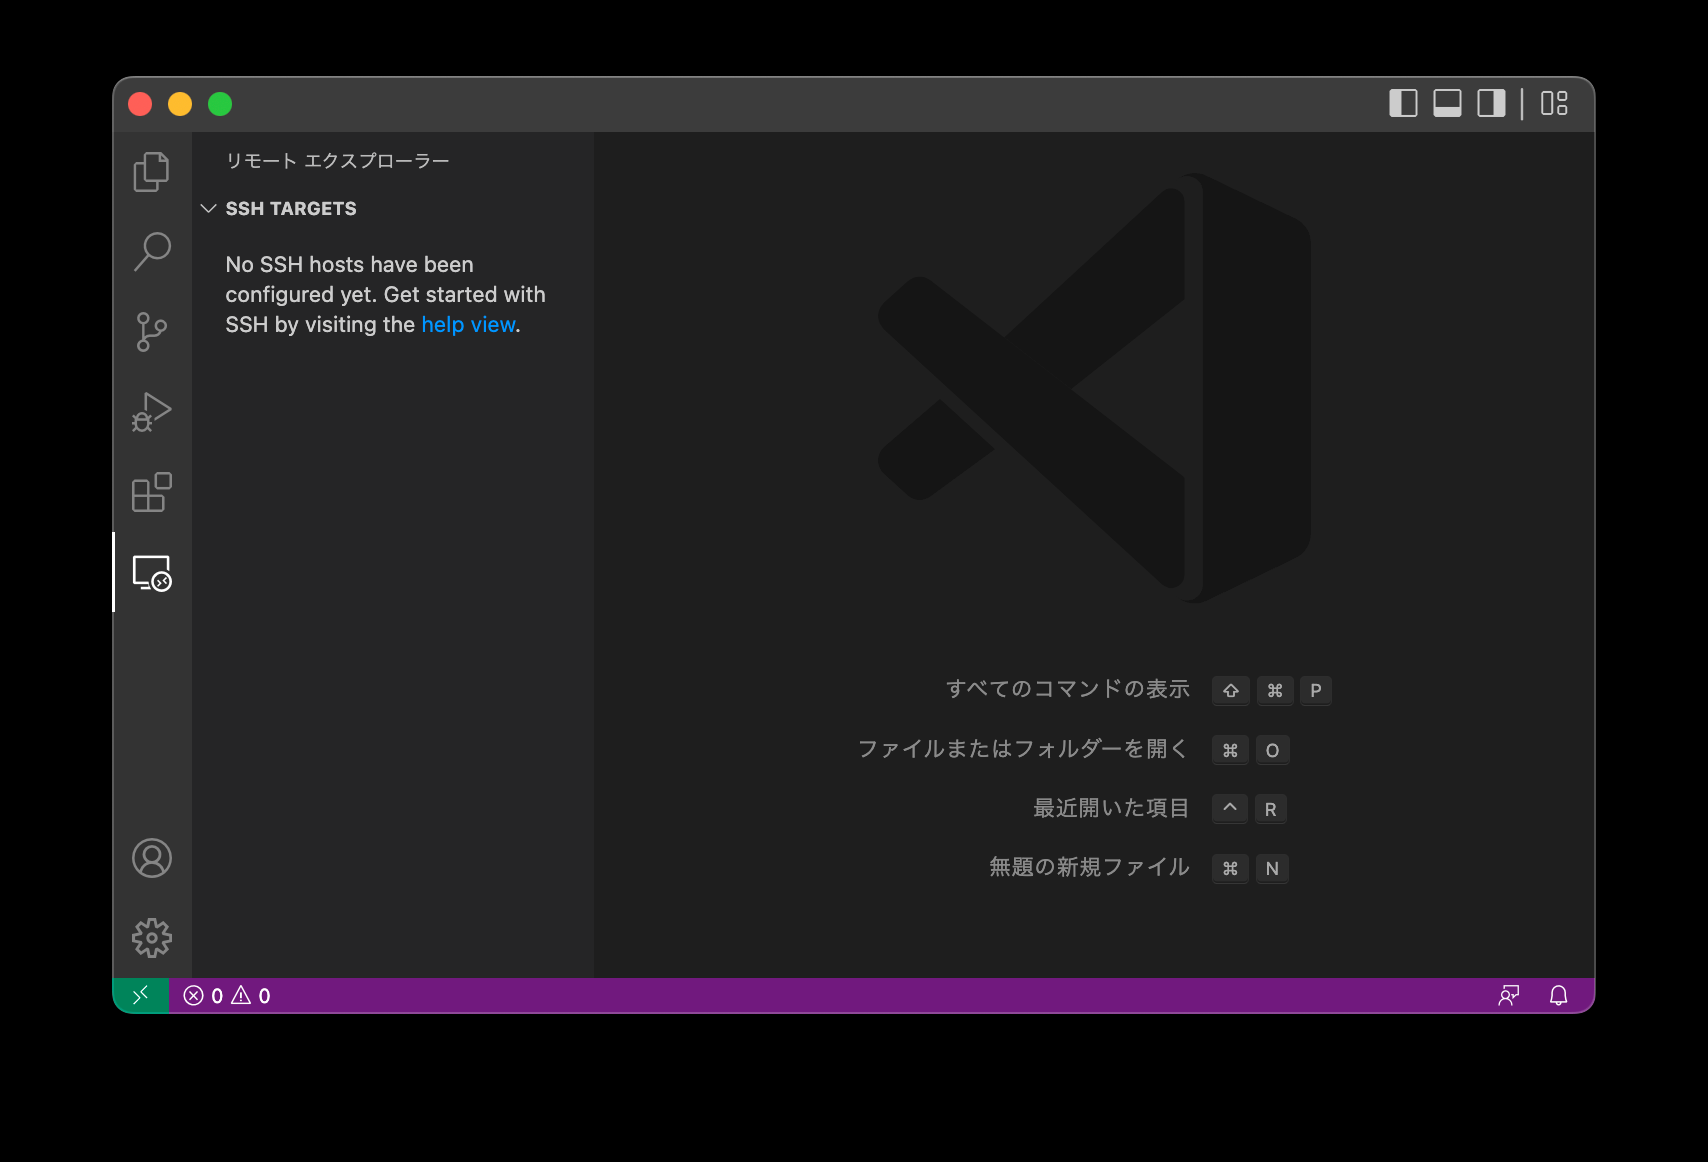 リモート エクスプローラー
SSH TARGETS
No SSH hosts have been
configured yet. Get started with
SSH by visiting the help view.
すべてのコマンドの表示 ⇧ ⌘ P
ファイルまたはフォルダーを開く ⌘ O
最近開いた項目 ^ R
無題の新規ファイル ⌘ N
0 0